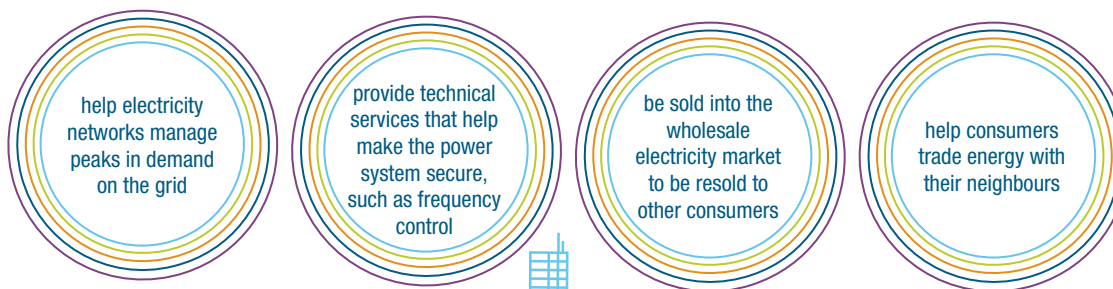 help electricity
networks manage
peaks in demand
on the grid
provide technical
services that help
make the power
system secure,
such as frequency
control
be sold into the
wholesale
electricity market
to be resold to
other consumers
help consumers
trade energy with
their neighbours